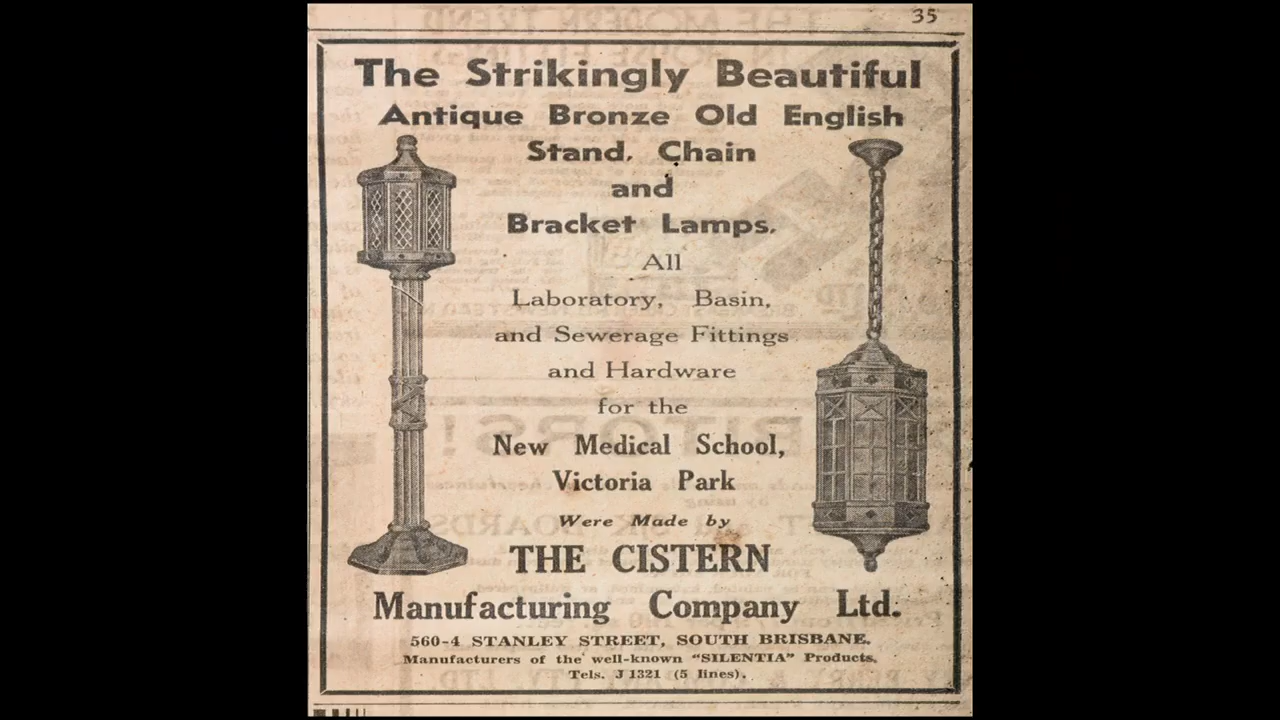 35
The Strikingly Beautiful
Antique Bronze Old English
Stand, Chain
and
Bracket Lamps.
All
Laboratory, Basin,
and Sewerage Fittings
and Hardware
for the
New Medical School,
Victoria Park
Were Made by
THE CISTERN
Manufacturing Company Ltd.
560-4 STANLEY STREET, SOUTH BRISBANE.
Manufacturers of the well-known "SILENTIA" Products.
Tels. J 1321 (5 lines).